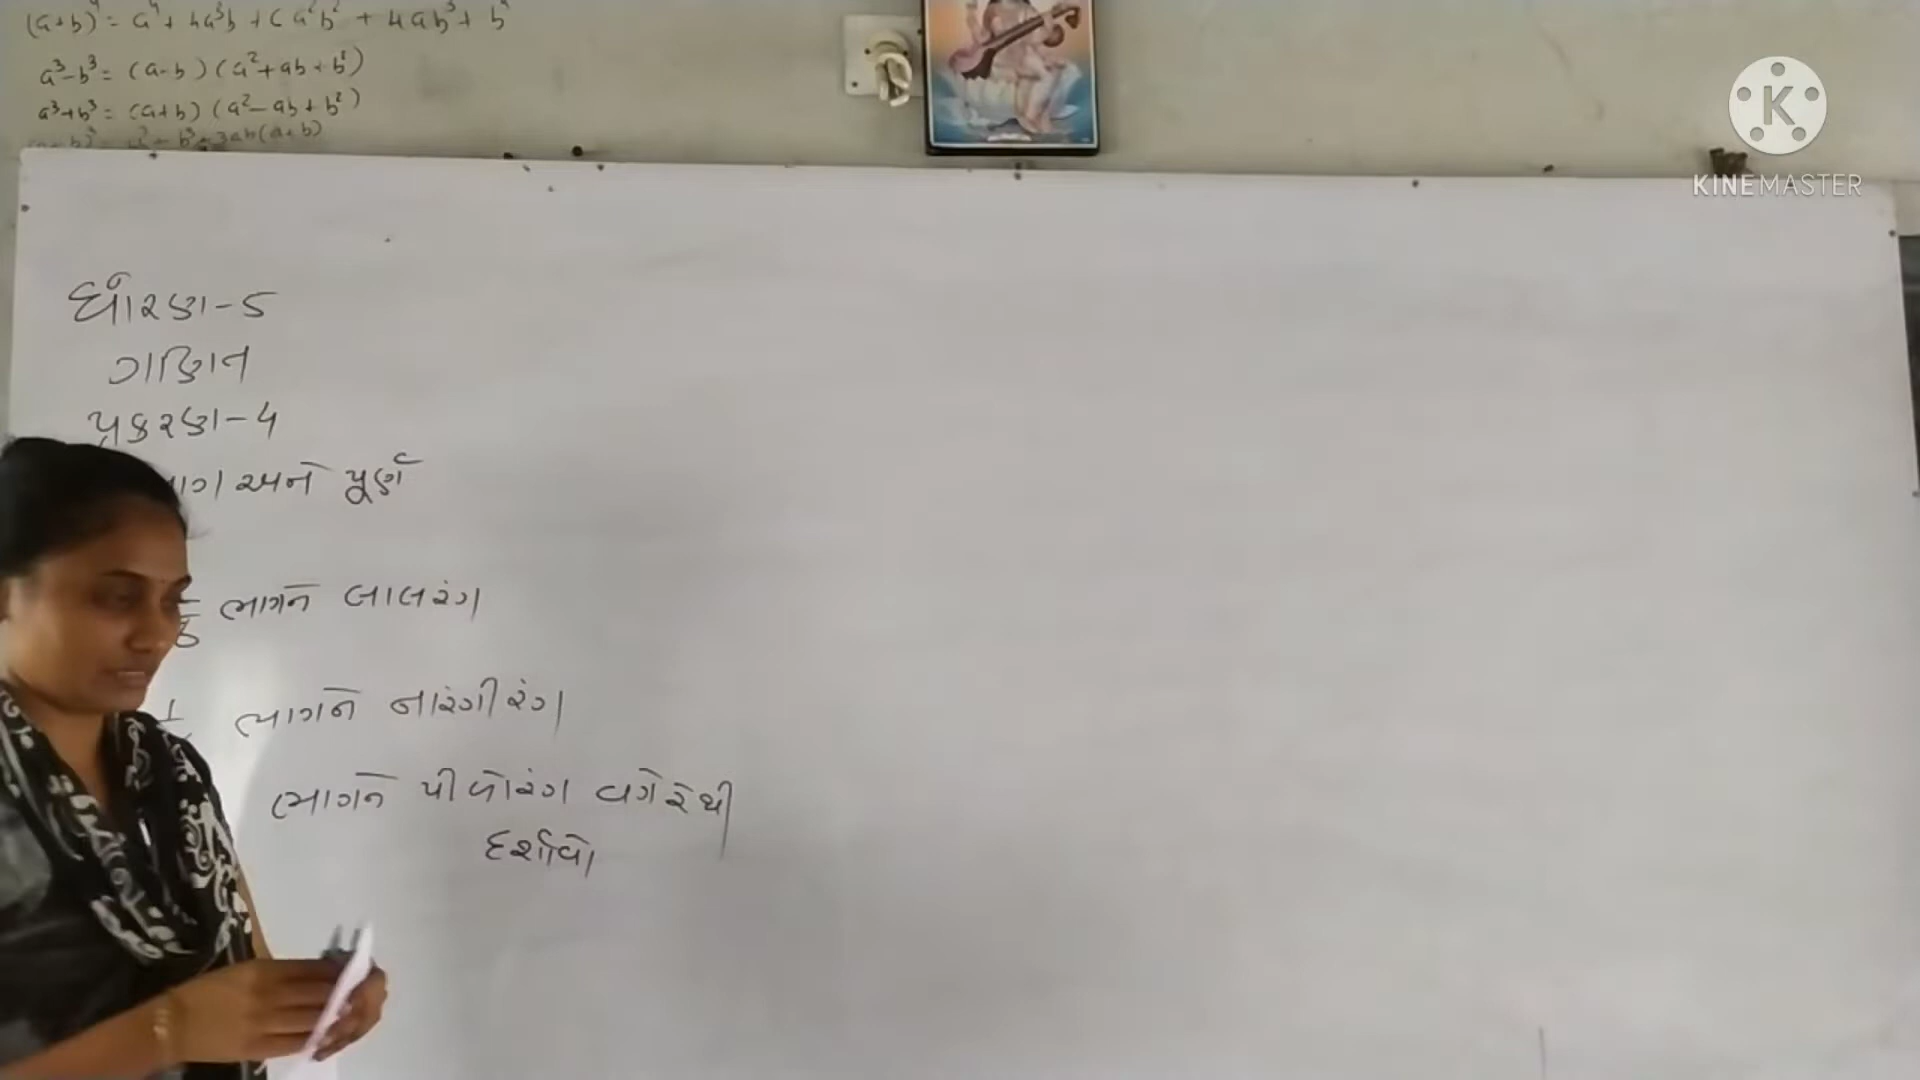 (a+b)⁴ = a⁴ + 4a³b + 6a²b² + 4ab³ + b⁴
a³-b³ = (a-b) (a²+ab+b²)
a³+b³ = (a+b) (a²-ab+b²)
3ab(a+b)
KINEMASTER
ધોરણ-5
ગણિત
પ્રકરણ-4
અને પૂર્ણ
ભાગને લાલરંગ
ભાગને નારંગીરંગ
ભાગને પીળોરંગ વગેરેથી
દર્શાવો